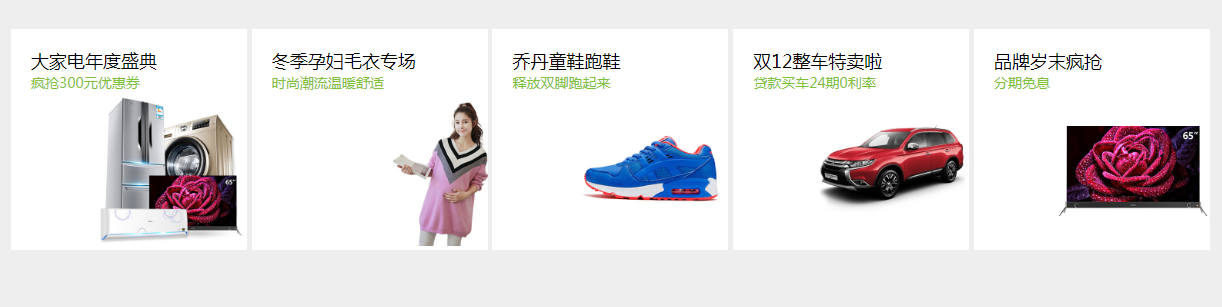 大家电年度盛典
疯抢300元优惠券
65"
冬季孕妇毛衣专场
时尚潮流温暖舒适
乔丹童鞋跑鞋
释放双脚跑起来
双12整车特卖啦
贷款买车24期0利率
品牌岁末疯抢
分期免息
65"